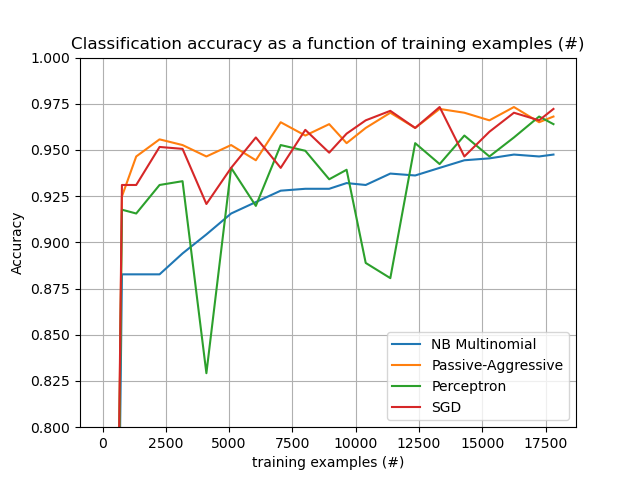 Classification accuracy as a function of training examples (#)
1.000
0.975
0.950
0.925
0.900
0.875
0.850
0.825
0.800
Accuracy
NB Multinomial
Passive-Aggressive
Perceptron
SGD
0 2500 5000 7500 10000 12500 15000 17500
training examples (#)